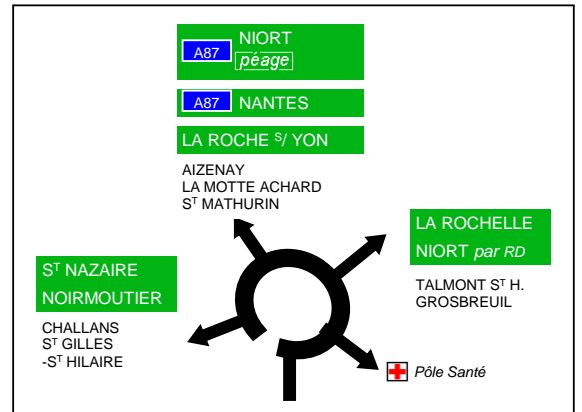 NIORT
A87 péage
A87 NANTES
LA ROCHE S/ YON
AIZENAY
LA MOTTE ACHARD
ST MATHURIN
LA ROCHELLE
NIORT par RD
TALMONT ST H.
GROSBREUIL
ST NAZAIRE
NOIRMOUTIER
CHALLANS
ST GILLES
-ST HILAIRE
Pôle Santé